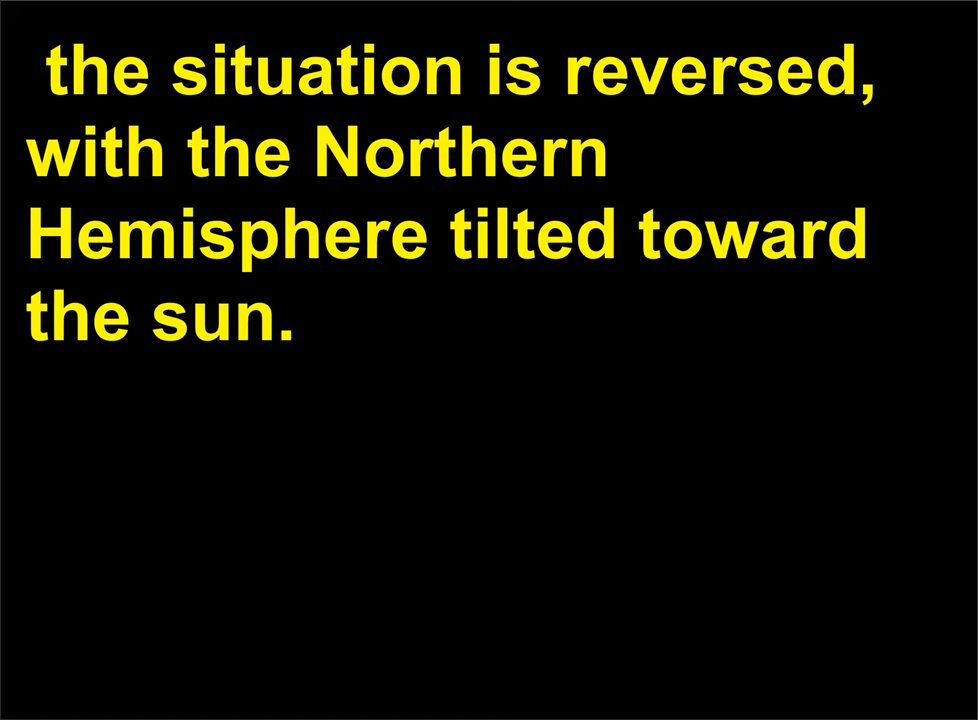 the situation is reversed,
with the Northern
Hemisphere tilted toward
the sun.